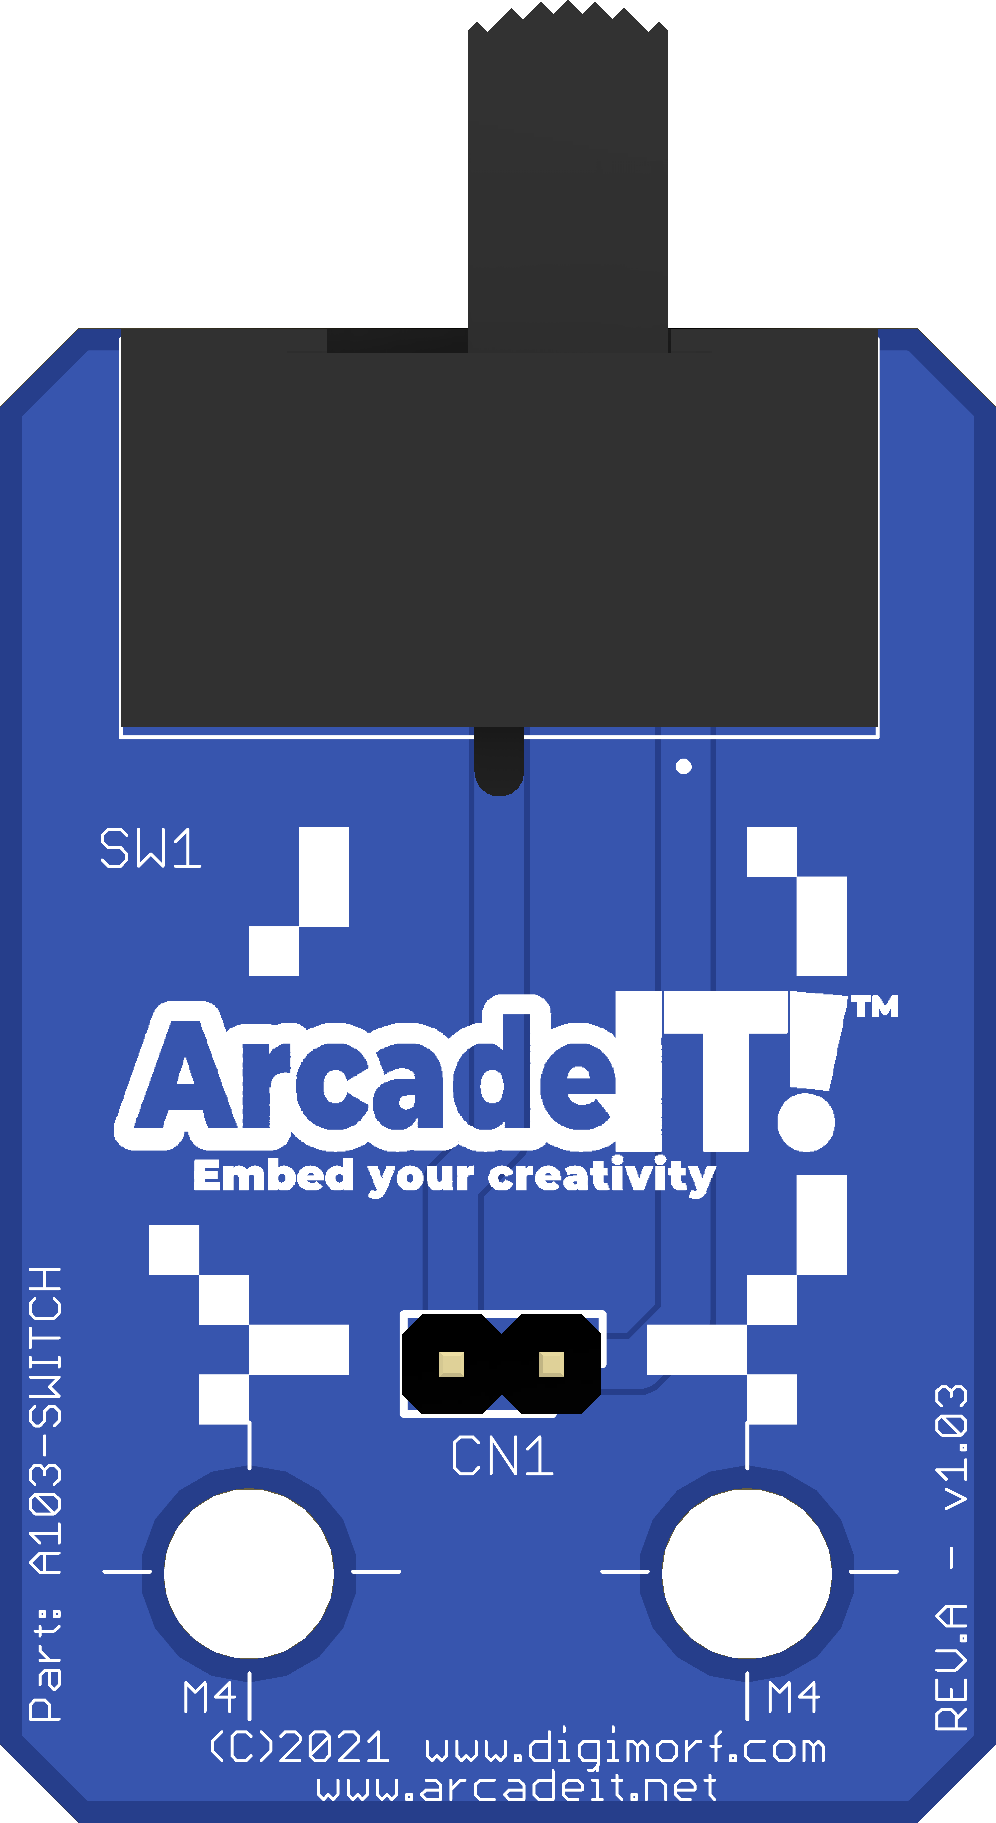 SW1
ArcadeIT!™
Embed your creativity
CN1
Part: A103-SWITCH
REV.A - v1.03
M4
M4
(C)2021 www.digimorf.com
www.arcadeit.net